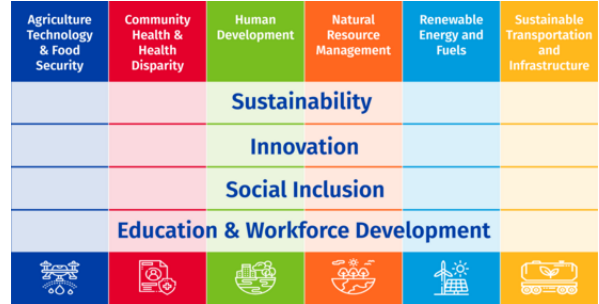 Agriculture
Technology
& Food
Security
Community
Health &
Health
Disparity
Human
Development
Natural
Resource
Management
Renewable
Energy and
Fuels
Sustainable
Transportation
and
Infrastructure
Sustainability
Innovation
Social Inclusion
Education & Workforce Development